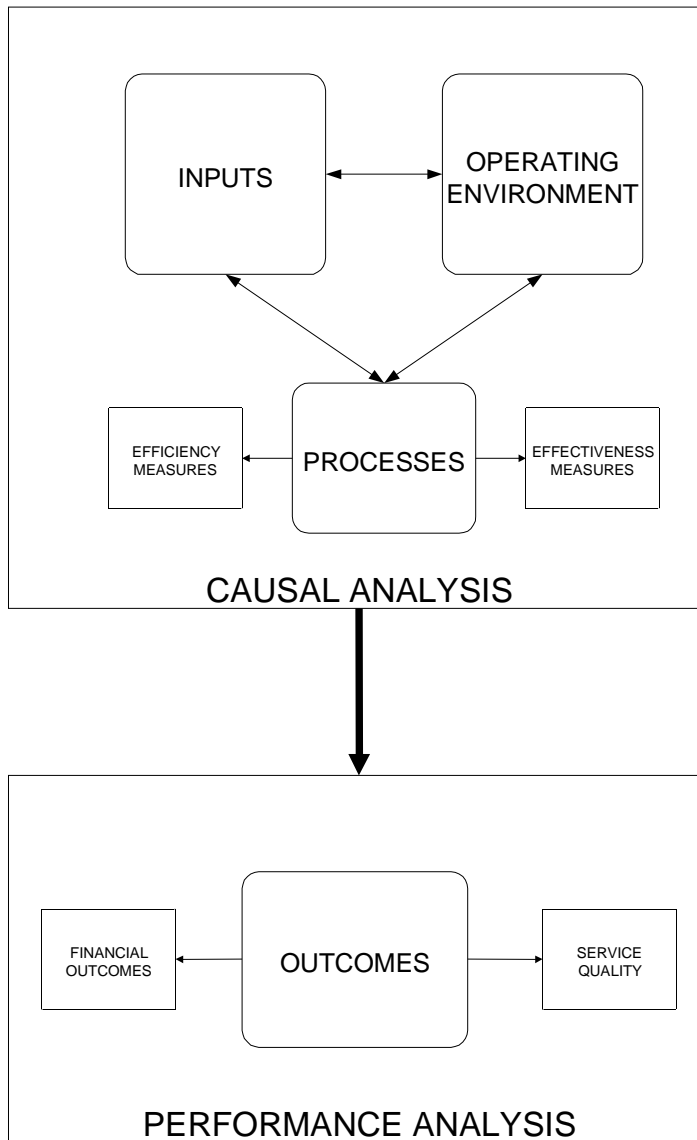 INPUTS
OPERATING
ENVIRONMENT
EFFICIENCY
MEASURES
PROCESSES
EFFECTIVENESS
MEASURES
CAUSAL ANALYSIS
FINANCIAL
OUTCOMES
OUTCOMES
SERVICE
QUALITY
PERFORMANCE ANALYSIS